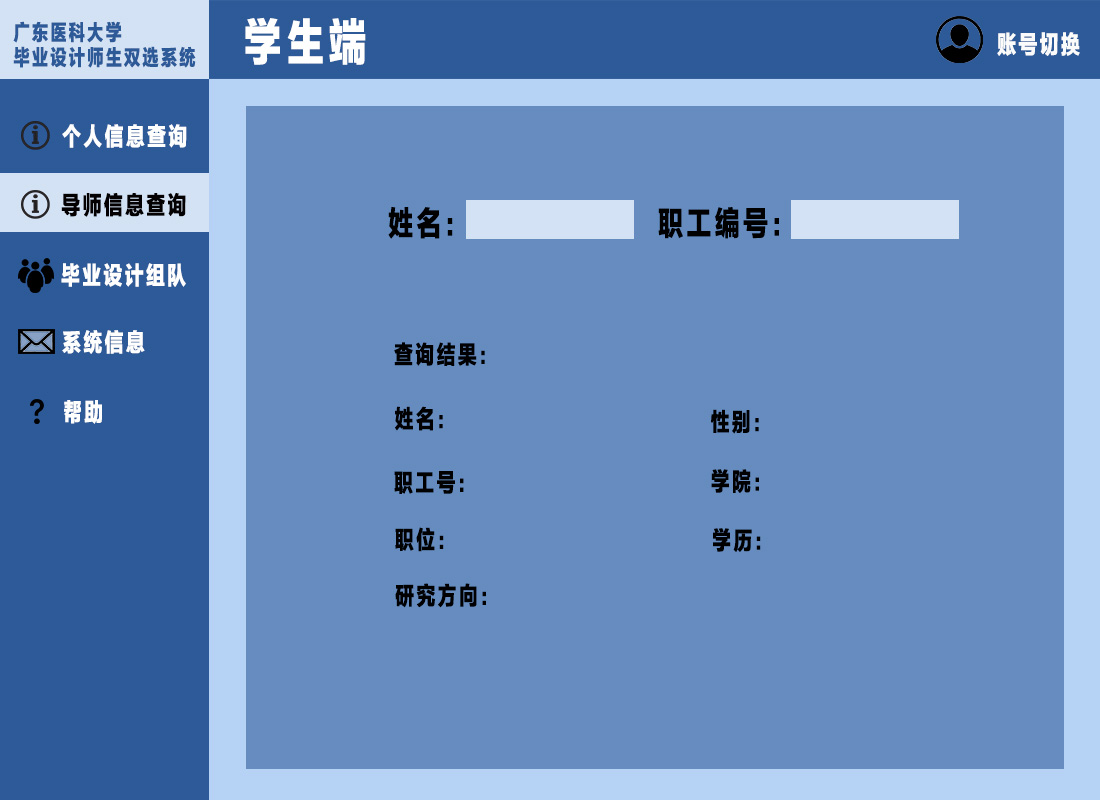 广东医科大学
毕业设计师生双选系统
学生端
账号切换
个人信息查询
导师信息查询
毕业设计组队
系统信息
? 帮助
姓名: 职工编号:
查询结果:
姓名: 性别:
职工号: 学院:
职位: 学历:
研究方向: